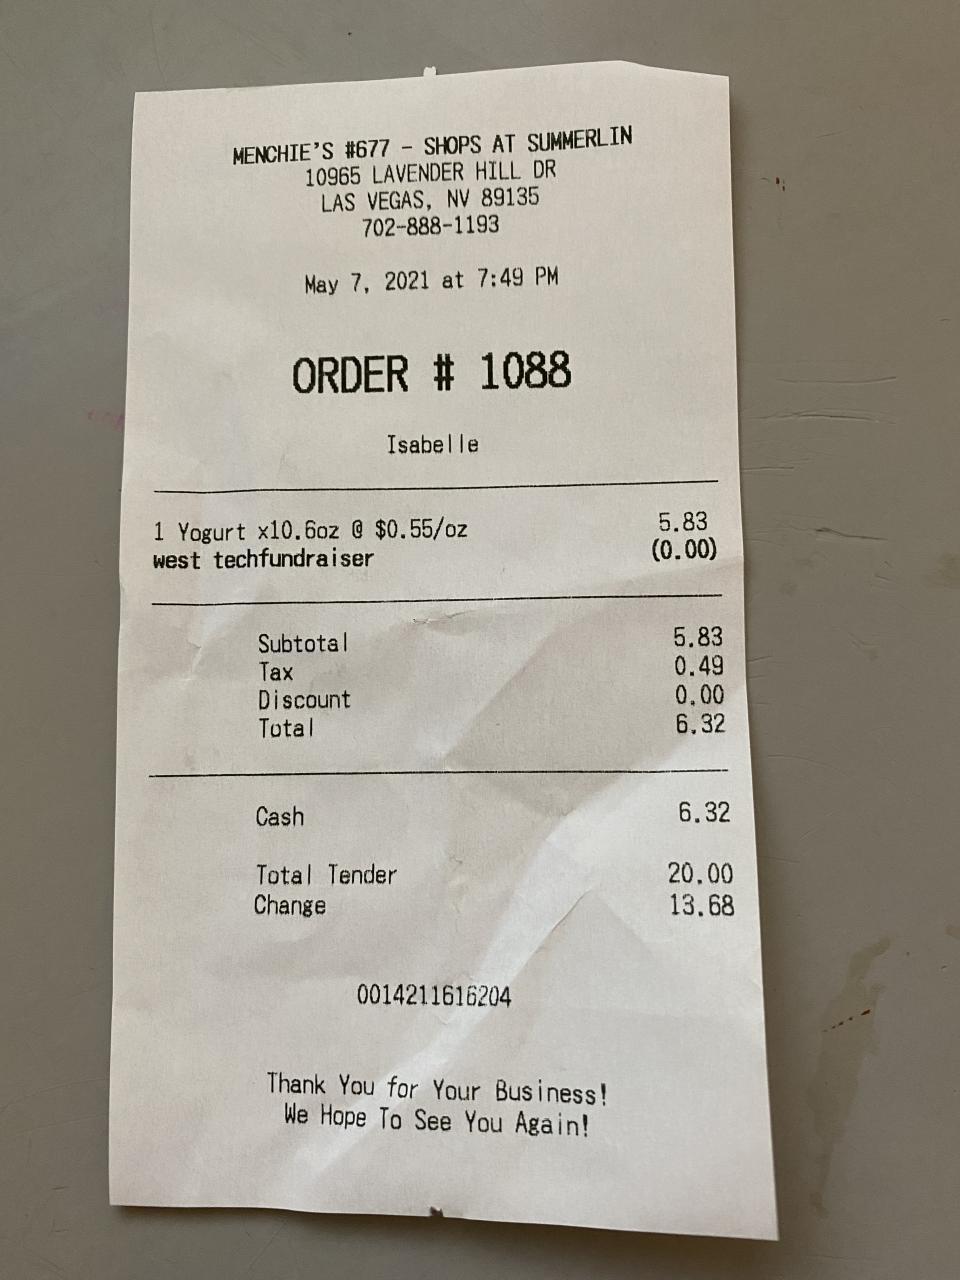 MENCHIE'S #677 - SHOPS AT SUMMERLIN
10965 LAVENDER HILL DR
LAS VEGAS, NV 89135
702-888-1193
May 7, 2021 at 7:49 PM
ORDER # 1088
Isabelle
1 Yogurt x10.6oz @ $0.55/oz 5.83
west techfundraiser (0.00)
Subtotal 5.83
Tax 0.49
Discount 0.00
Total 6.32
Cash 6.32
Total Tender 20.00
Change 13.68
0014211616204
Thank You for Your Business!
We Hope To See You Again!